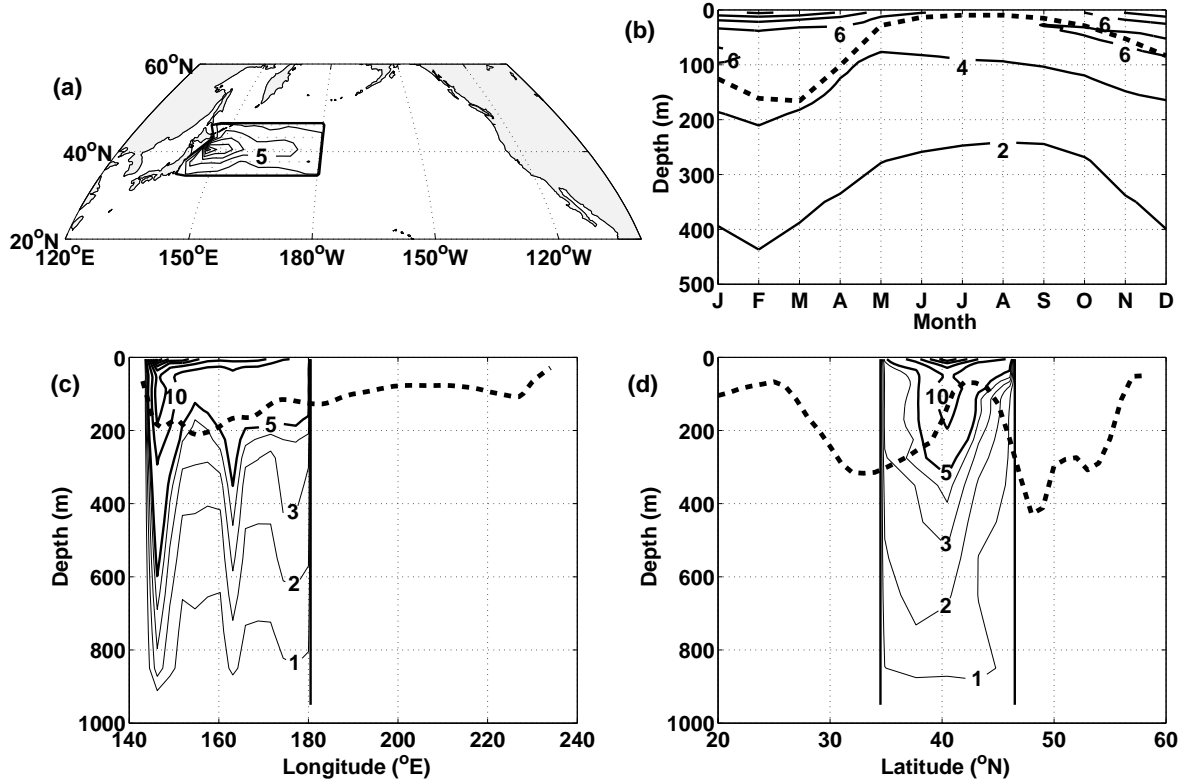 (a)
60°N
40°N
20°N
120°E
150°E
180°W
150°W
120°W
5
(b)
0
100
200
300
400
500
Depth (m)
J F M A M J J A S O N D
Month
6
6
6
6
4
2
(c)
0
200
400
600
800
1000
Depth (m)
140 160 180 200 220 240
Longitude (°E)
10
5
3
2
1
(d)
0
200
400
600
800
1000
Depth (m)
20 30 40 50 60
Latitude (°N)
10
5
3
2
1